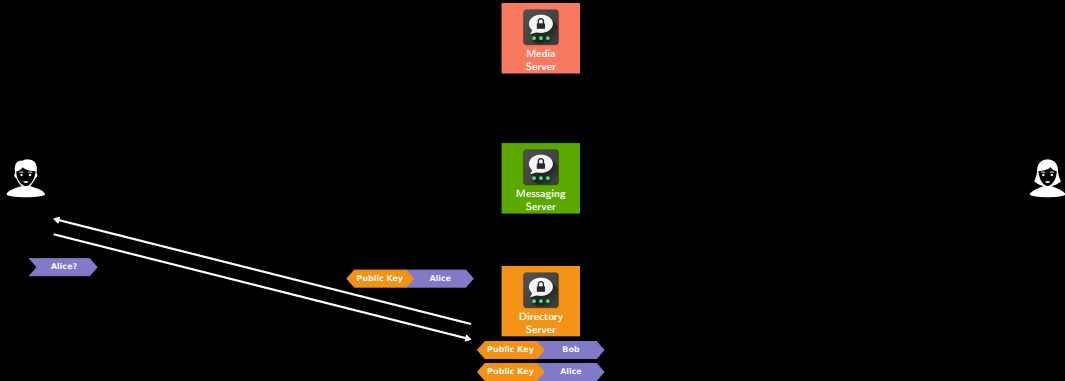 Media
Server
Messaging
Server
Alice?
Public Key Alice
Directory
Server
Public Key Bob
Public Key Alice